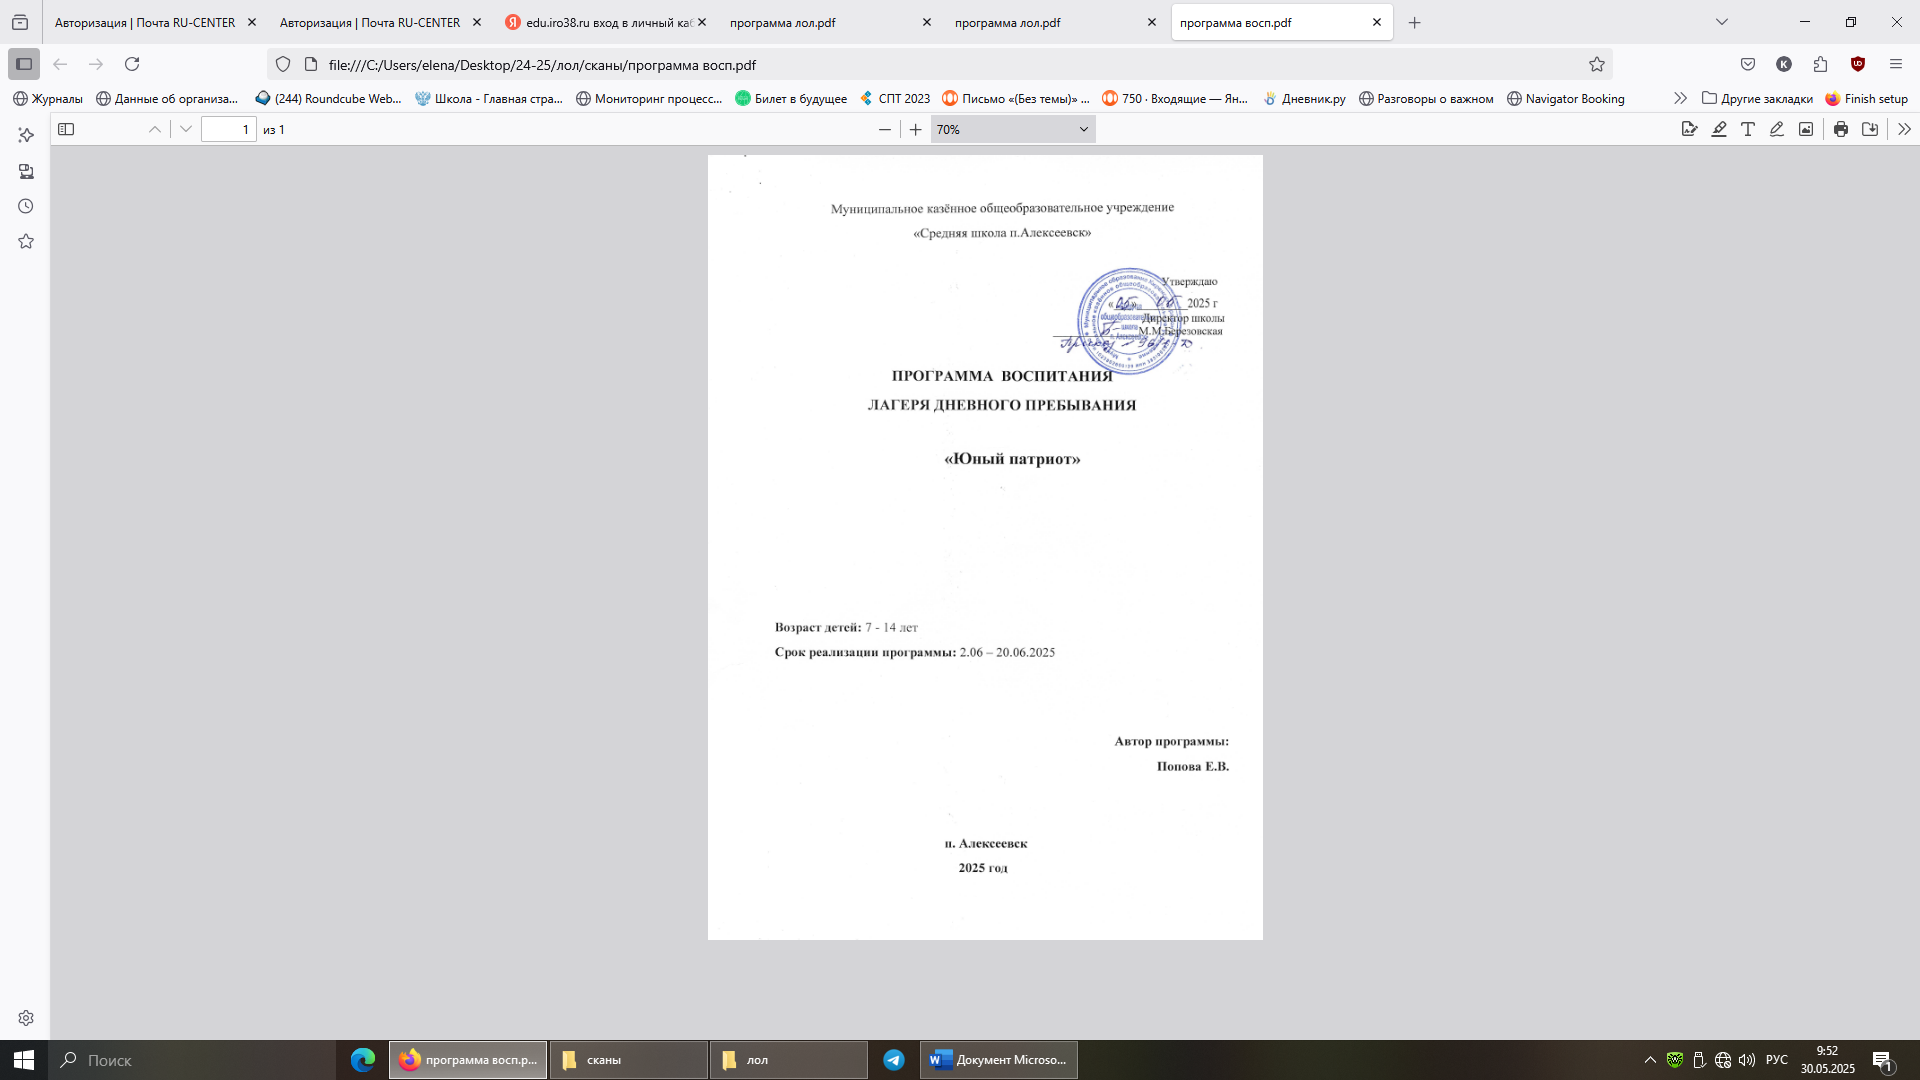 Авторизация | Почта RU-CENTER
Авторизация | Почта RU-CENTER
edu.iro38.ru вход в личный каб
программа лол.pdf
программа лол.pdf
программа восп.pdf
file:///C:/Users/elena/Desktop/24-25/лол/сканы/программа восп.pdf
Журналы
Данные об организа...
(244) Roundcube Web...
Школа - Главная стра...
Мониторинг процесс...
Билет в будущее
СПТ 2023
Письмо «(Без темы)» ...
750 · Входящие — Ян...
Дневник.ру
Разговоры о важном
Navigator Booking
Другие закладки
Finish setup
1
из 1
70%
Муниципальное казённое общеобразовательное учреждение
«Средняя школа п.Алексеевск»
Утверждаю
«05» 05 2025 г
Директор школы
М.М.Березовская
ПРОГРАММА ВОСПИТАНИЯ
ЛАГЕРЯ ДНЕВНОГО ПРЕБЫВАНИЯ
«Юный патриот»
Возраст детей: 7 - 14 лет
Срок реализации программы: 2.06 – 20.06.2025
Автор программы:
Попова Е.В.
п. Алексеевск
2025 год
Поиск
программа восп.p...
сканы
лол
Документ Microso...
РУС
9:52
30.05.2025
1